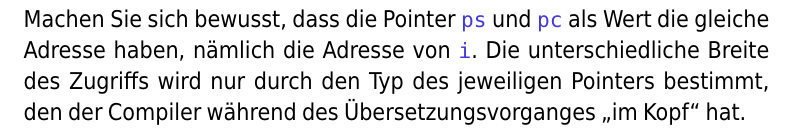 Machen Sie sich bewusst, dass die Pointer ps und pc als Wert die gleiche
Adresse haben, nämlich die Adresse von i. Die unterschiedliche Breite
des Zugriffs wird nur durch den Typ des jeweiligen Pointers bestimmt,
den der Compiler während des Übersetzungsvorganges „im Kopf“ hat.